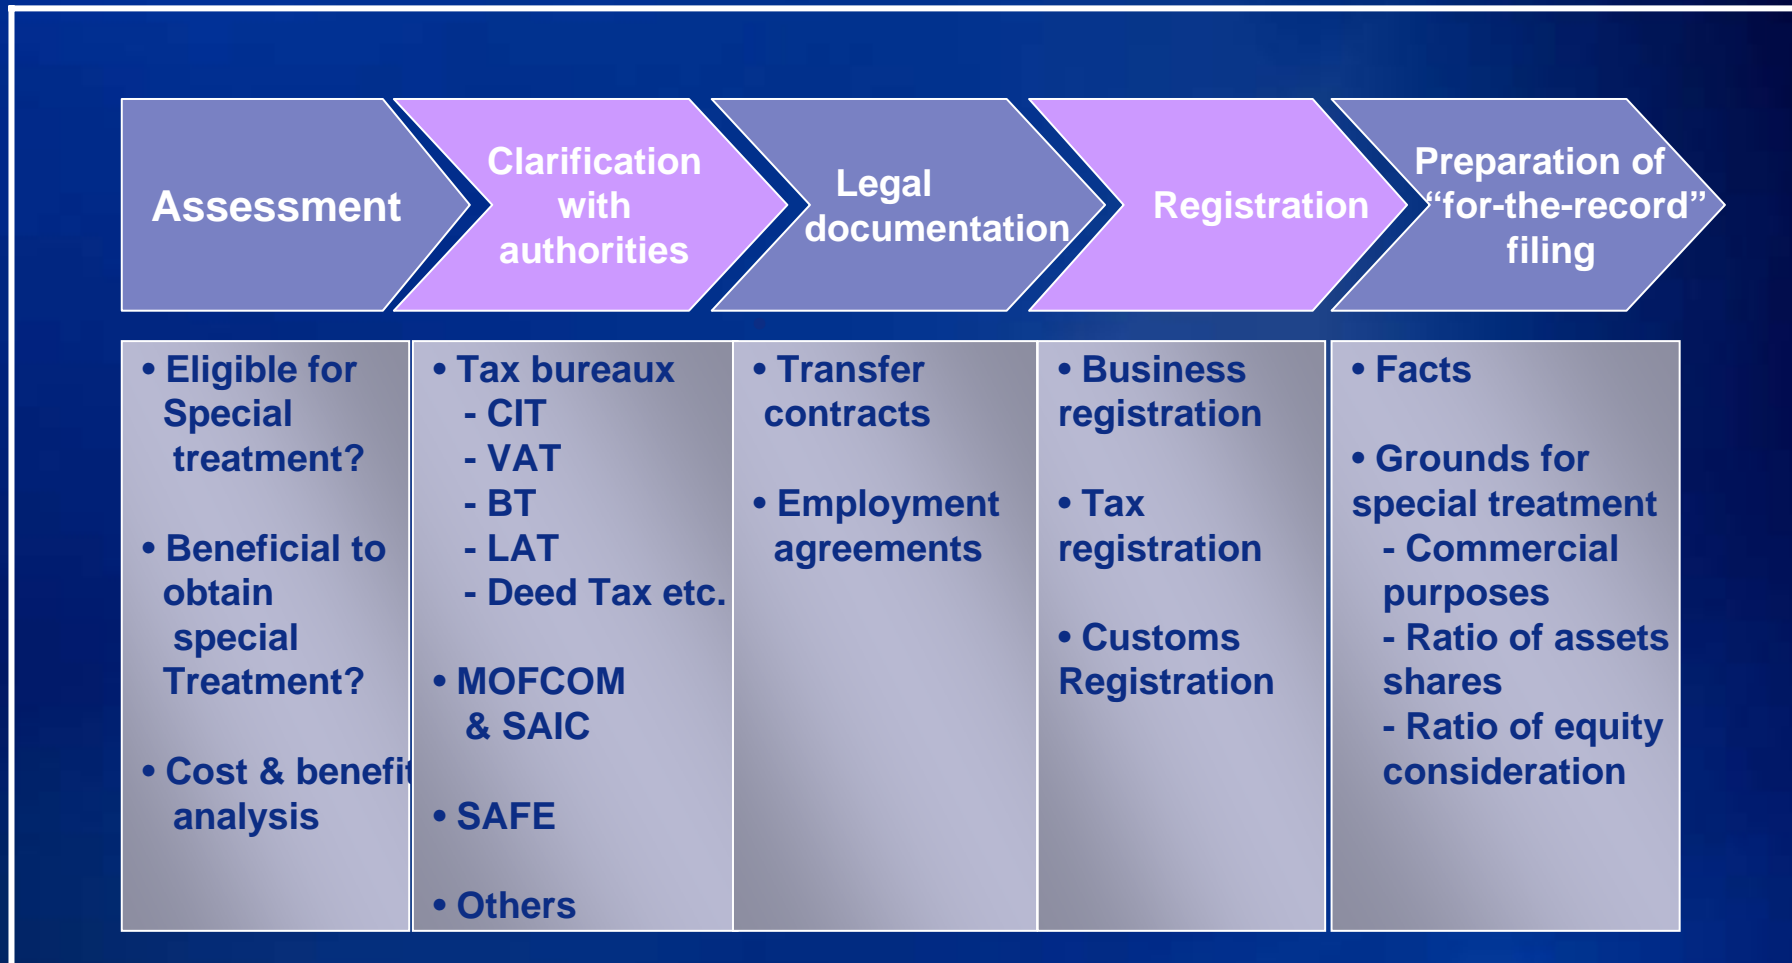 Assessment
Clarification
with
authorities
Legal
documentation
Registration
Preparation of
“for-the-record”
filing
• Eligible for
Special
treatment?
• Beneficial to
obtain
special
Treatment?
• Cost & benefit
analysis
• Tax bureaux
- CIT
- VAT
- BT
- LAT
- Deed Tax etc.
• MOFCOM
& SAIC
• SAFE
• Others
• Transfer
contracts
• Employment
agreements
• Business
registration
• Tax
registration
• Customs
Registration
• Facts
• Grounds for
special treatment
- Commercial
purposes
- Ratio of assets
shares
- Ratio of equity
consideration